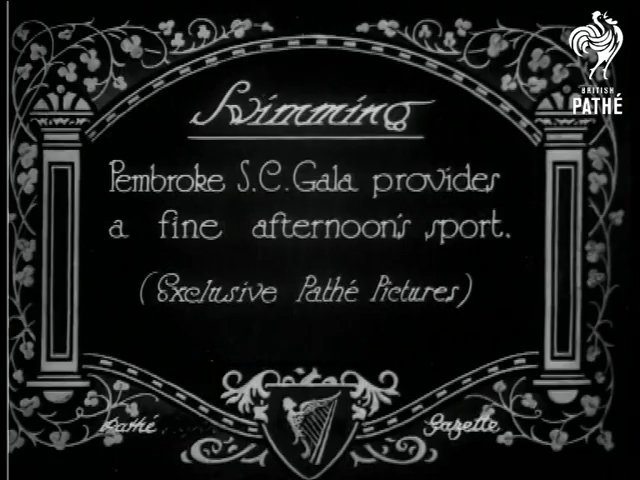 BRITISH
PATHÉ
Swimming
Pembroke S.C. Gala provides
a fine afternoon's sport.
(Exclusive Pathé Pictures)
Pathé Gazette